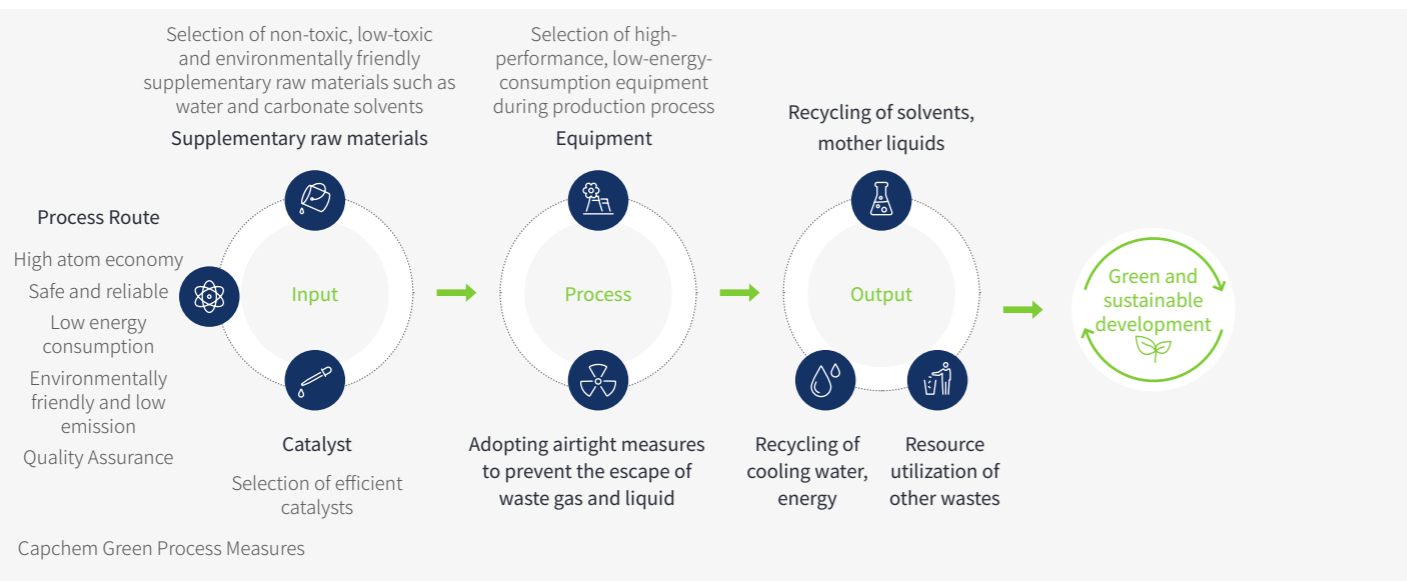 Selection of non-toxic, low-toxic
and environmentally friendly
supplementary raw materials such as
water and carbonate solvents
Supplementary raw materials
Selection of high-
performance, low-energy-
consumption equipment
during production process
Equipment
Recycling of solvents,
mother liquids
Process Route
High atom economy
Safe and reliable
Low energy
consumption
Environmentally
friendly and low
emission
Quality Assurance
Input
Process
Output
Green and
sustainable
development
Catalyst
Selection of efficient
catalysts
Adopting airtight measures
to prevent the escape of
waste gas and liquid
Recycling of
cooling water,
energy
Resource
utilization of
other wastes
Capchem Green Process Measures